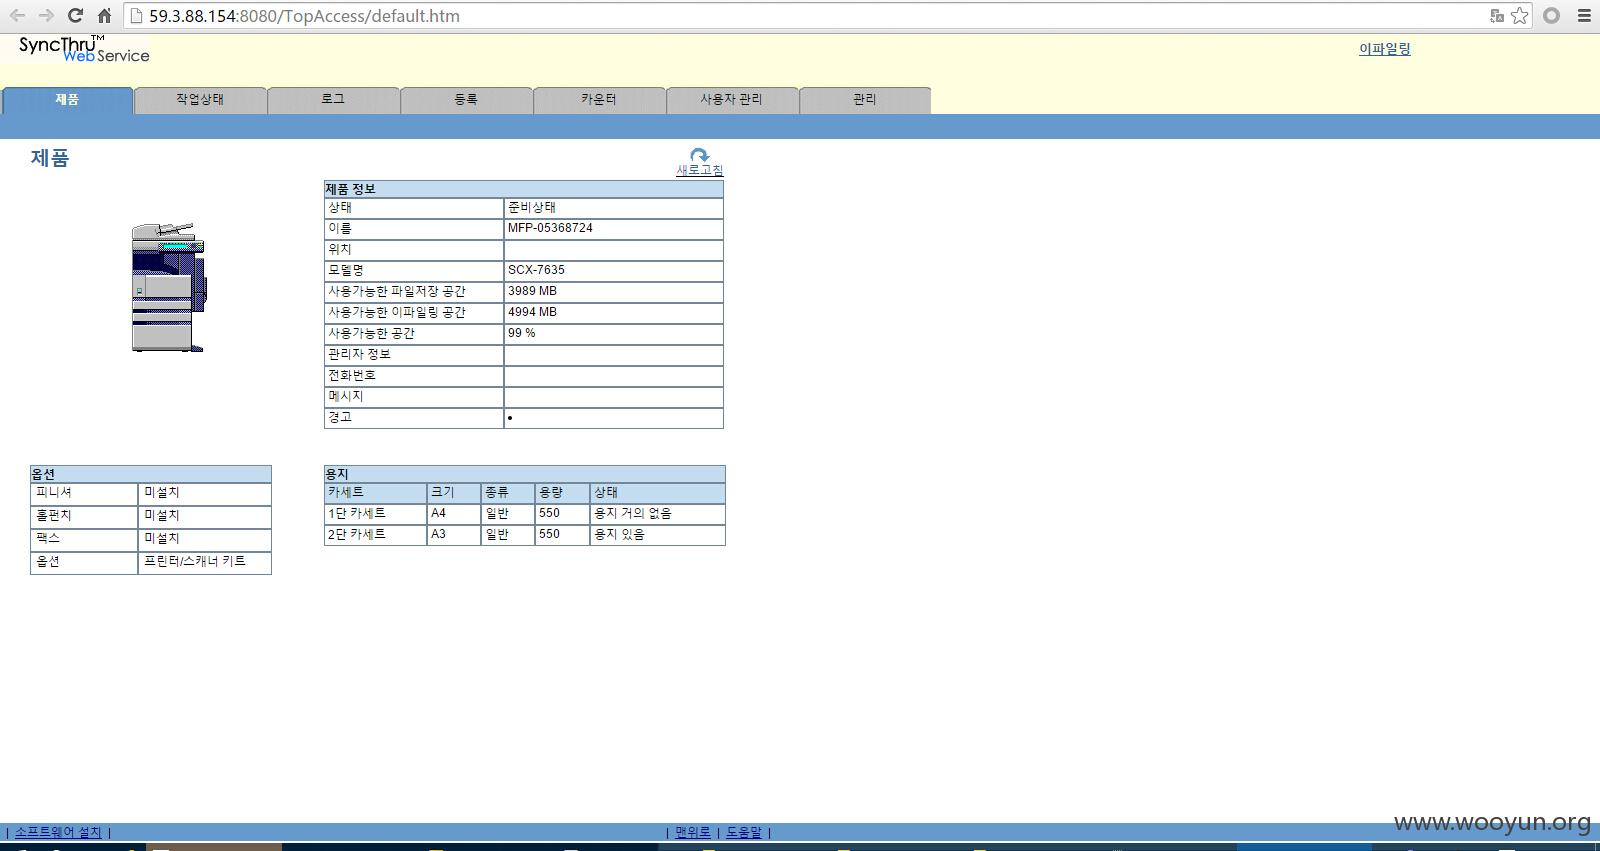 59.3.88.154:8080/TopAccess/default.htm
SyncThru™
Web Service
이파일링
제품 작업상태 로그 등록 카운터 사용자 관리 관리
제품
새로고침
제품 정보
상태 준비상태
이름 MFP-05368724
위치
모델명 SCX-7635
사용가능한 파일저장 공간 3989 MB
사용가능한 이파일링 공간 4994 MB
사용가능한 공간 99 %
관리자 정보
전화번호
메시지
경고 •
옵션
피니셔 미설치
홀펀치 미설치
팩스 미설치
옵션 프린터/스캐너 키트
용지
카세트 크기 종류 용량 상태
1단 카세트 A4 일반 550 용지 거의 없음
2단 카세트 A3 일반 550 용지 있음
| 소프트웨어 설치 | | 맨위로 | 도움말 |
www.wooyun.org